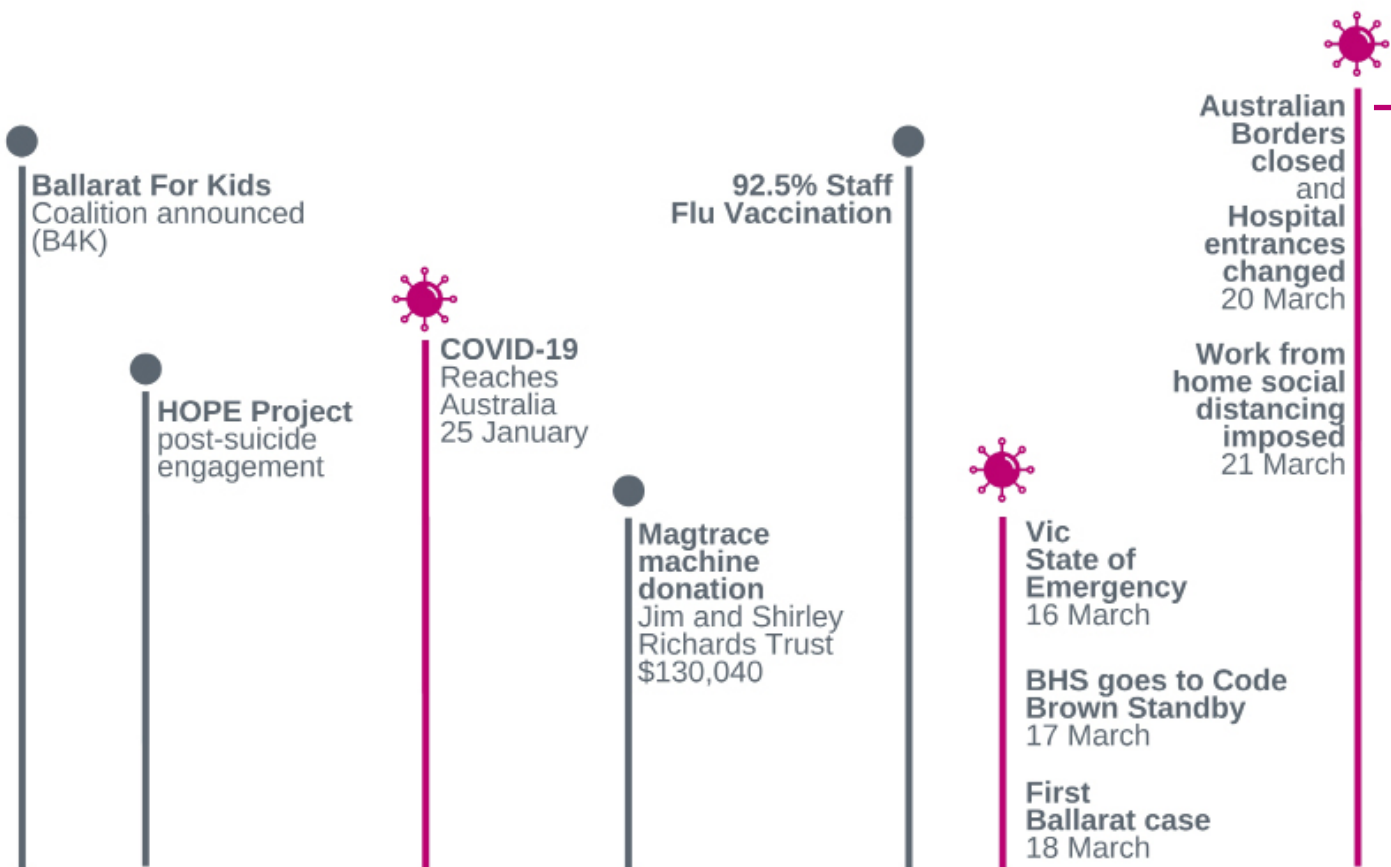 Ballarat For Kids
Coalition announced
(B4K)
HOPE Project
post-suicide
engagement
COVID-19
Reaches
Australia
25 January
Magtrace
machine
donation
Jim and Shirley
Richards Trust
$130,040
92.5% Staff
Flu Vaccination
Vic
State of
Emergency
16 March
BHS goes to Code
Brown Standby
17 March
First
Ballarat case
18 March
Australian
Borders
closed
and
Hospital
entrances
changed
20 March
Work from
home social
distancing
imposed
21 March